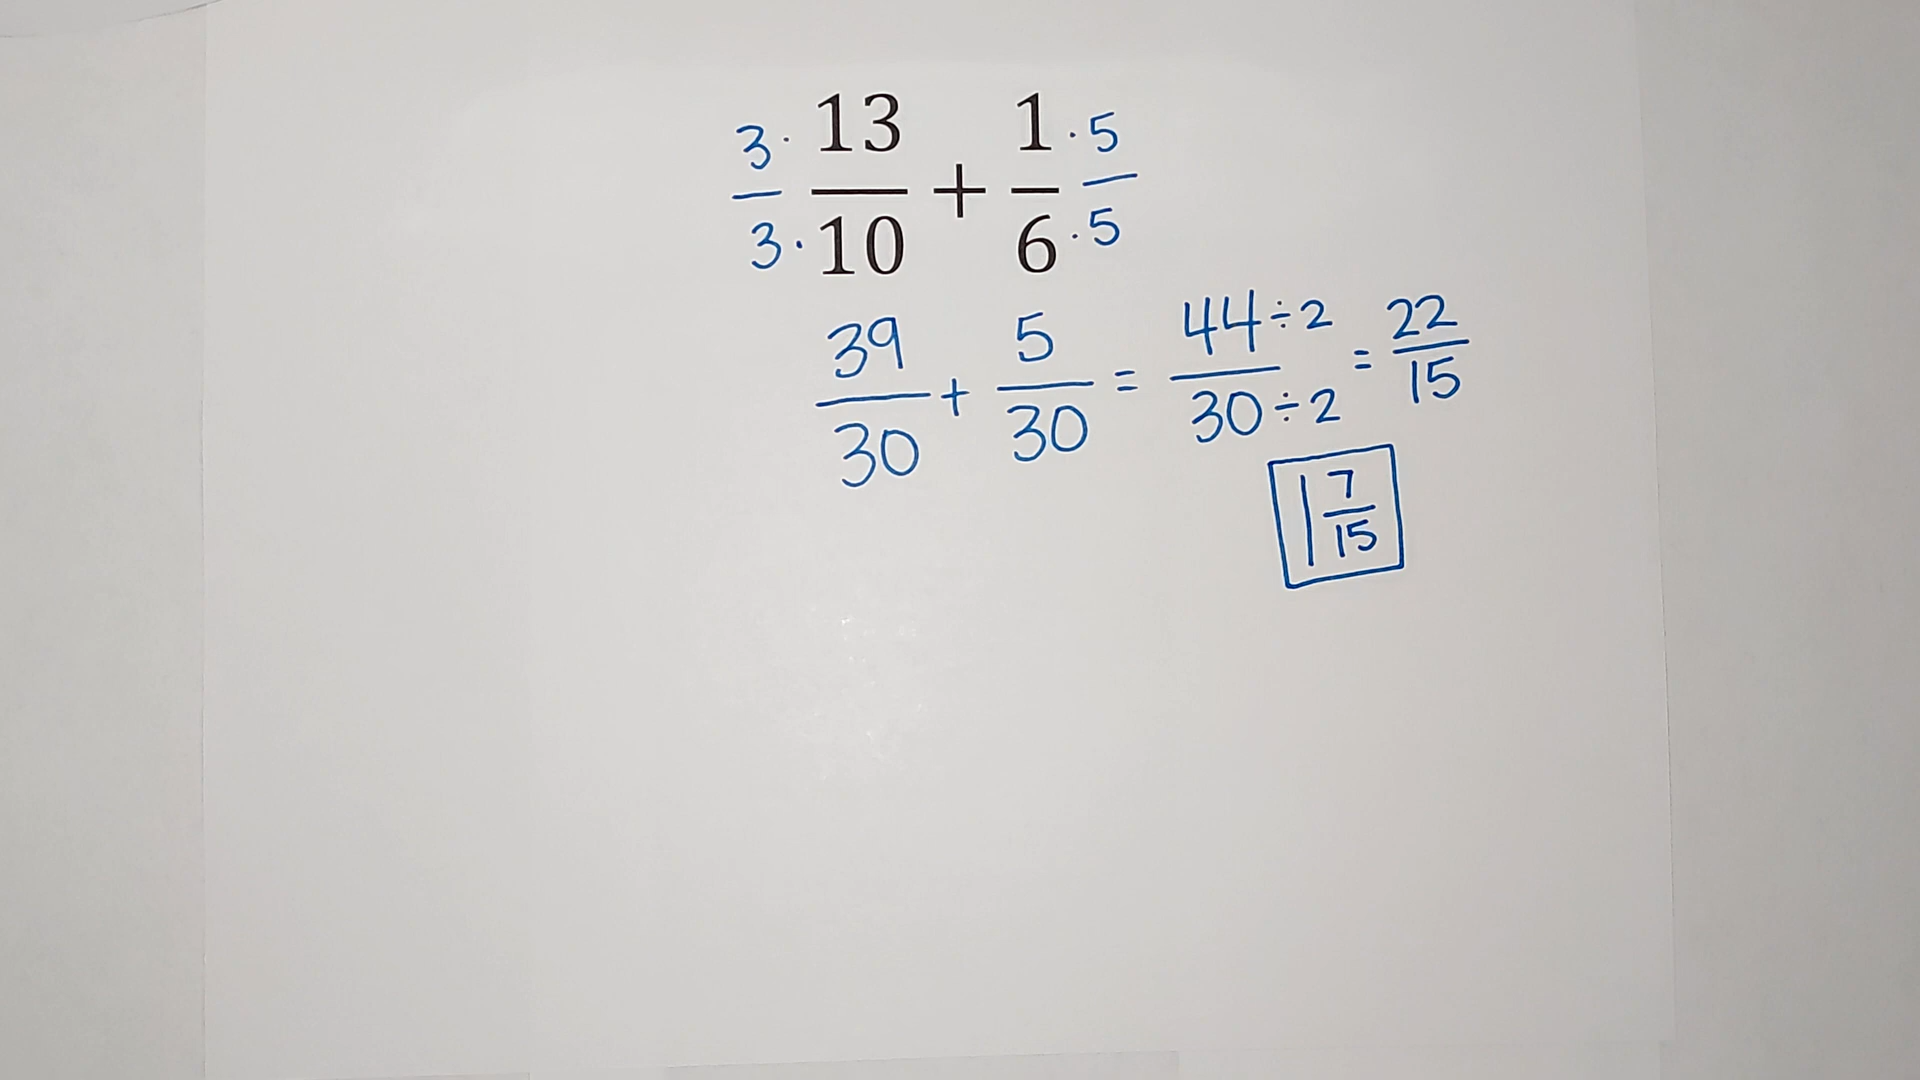 3 · 13/3 · 10 + 1 · 5/6 · 5
39/30 + 5/30 = 44 ÷ 2/30 ÷ 2 = 22/15
1 7/15